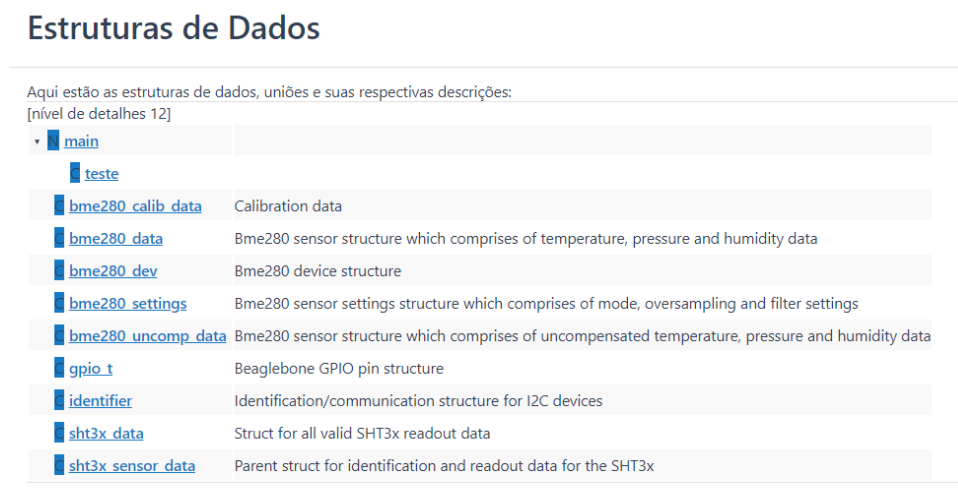 Estruturas de Dados
Aqui estão as estruturas de dados, uniões e suas respectivas descrições:
[nível de detalhes 12]
N main
C teste
C bme280_calib_data Calibration data
C bme280_data Bme280 sensor structure which comprises of temperature, pressure and humidity data
C bme280_dev Bme280 device structure
C bme280_settings Bme280 sensor settings structure which comprises of mode, oversampling and filter settings
C bme280_uncomp_data Bme280 sensor structure which comprises of uncompensated temperature, pressure and humidity data
C gpio_t Beaglebone GPIO pin structure
C identifier Identification/communication structure for I2C devices
C sht3x_data Struct for all valid SHT3x readout data
C sht3x_sensor_data Parent struct for identification and readout data for the SHT3x